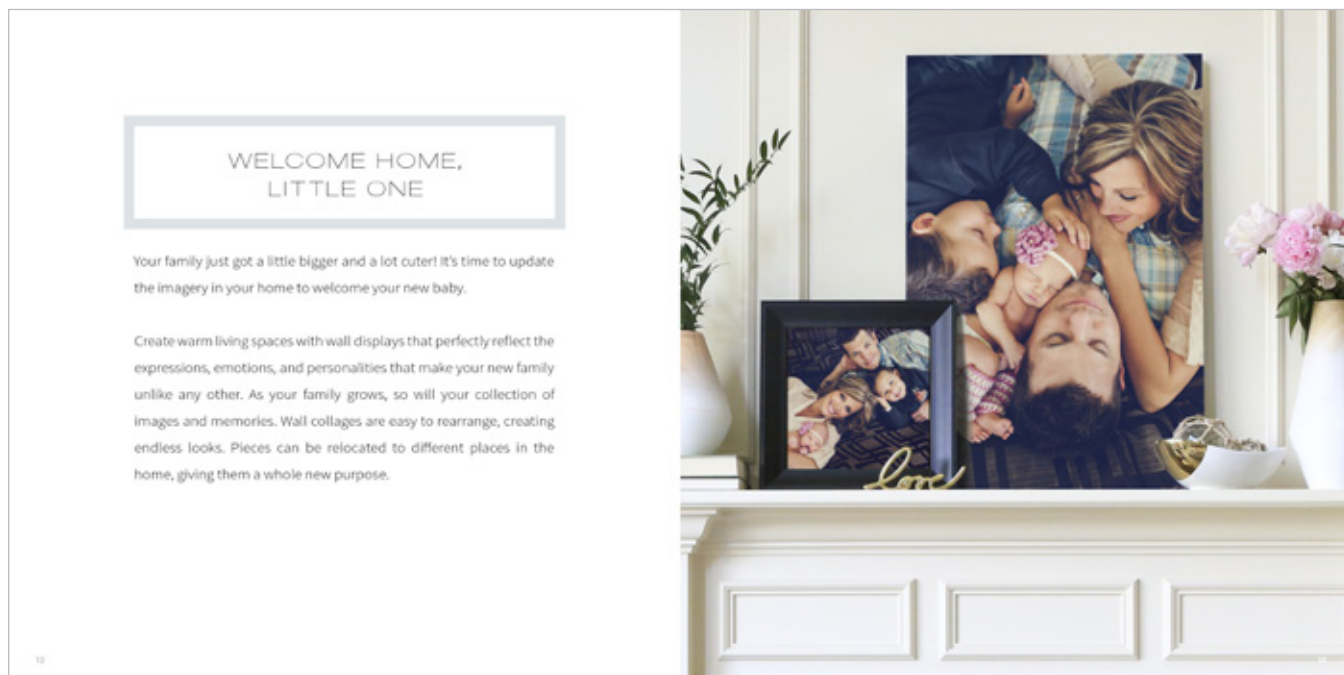 WELCOME HOME,
LITTLE ONE
Your family just got a little bigger and a lot cuter! It's time to update
the imagery in your home to welcome your new baby.
Create warm living spaces with wall displays that perfectly reflect the
expressions, emotions, and personalities that make your new family
unlike any other. As your family grows, so will your collection of
images and memories. Wall collages are easy to rearrange, creating
endless looks. Pieces can be relocated to different places in the
home, giving them a whole new purpose.
love